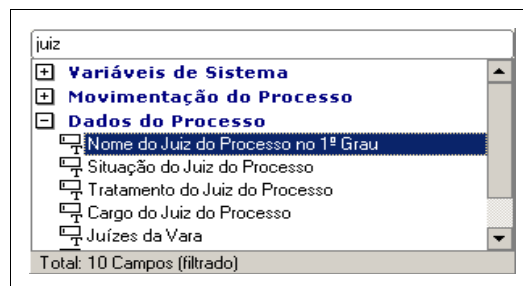 juiz
Variáveis de Sistema
Movimentação do Processo
Dados do Processo
Nome do Juiz do Processo no 1º Grau
Situação do Juiz do Processo
Tratamento do Juiz do Processo
Cargo do Juiz do Processo
Juízes da Vara
Total: 10 Campos (filtrado)